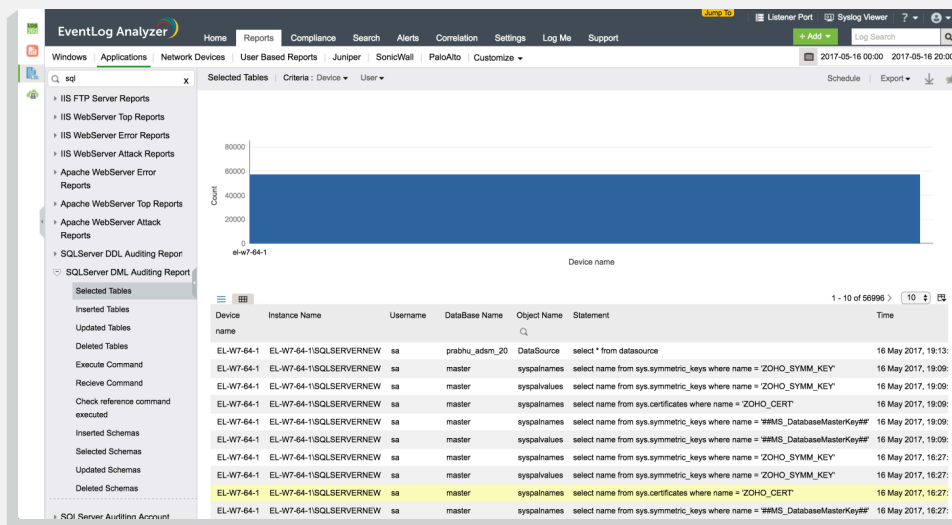 Jump To
Listener Port Syslog Viewer ?
EventLog Analyzer
Home Reports Compliance Search Alerts Correlation Settings Log Me Support
+ Add Log Search
Windows Applications Network Devices User Based Reports Juniper SonicWall PaloAlto Customize
2017-05-16 00:00 2017-05-16 20:00
sql x
Selected Tables Criteria : Device User
Schedule Export
IIS FTP Server Reports
IIS WebServer Top Reports
IIS WebServer Error Reports
IIS WebServer Attack Reports
Apache WebServer Error
Reports
Apache WebServer Top Reports
Apache WebServer Attack
Reports
SQLServer DDL Auditing Report
SQLServer DML Auditing Report
Selected Tables
Inserted Tables
Updated Tables
Deleted Tables
Execute Command
Recieve Command
Check reference command
executed
Inserted Schemas
Selected Schemas
Updated Schemas
Deleted Schemas
SQL Server Auditing Account
80000
60000
40000
20000
0
Count
el-w7-64-1
Device name
1 - 10 of 56996 > 10
Device Instance Name Username DataBase Name Object Name Statement Time
name
EL-W7-64-1 EL-W7-64-1\SQLSERVERNEW sa prabhu_adsm_20 DataSource select * from datasource 16 May 2017, 19:13:
EL-W7-64-1 EL-W7-64-1\SQLSERVERNEW sa master syspalnames select name from sys.symmetric_keys where name = 'ZOHO_SYMM_KEY' 16 May 2017, 19:09:
EL-W7-64-1 EL-W7-64-1\SQLSERVERNEW sa master syspalvalues select name from sys.symmetric_keys where name = 'ZOHO_SYMM_KEY' 16 May 2017, 19:09:
EL-W7-64-1 EL-W7-64-1\SQLSERVERNEW sa master syspalnames select name from sys.certificates where name = 'ZOHO_CERT' 16 May 2017, 19:09:
EL-W7-64-1 EL-W7-64-1\SQLSERVERNEW sa master syspalnames select name from sys.symmetric_keys where name = '##MS_DatabaseMasterKey##' 16 May 2017, 19:09:
EL-W7-64-1 EL-W7-64-1\SQLSERVERNEW sa master syspalvalues select name from sys.symmetric_keys where name = '##MS_DatabaseMasterKey##' 16 May 2017, 19:09:
EL-W7-64-1 EL-W7-64-1\SQLSERVERNEW sa master syspalnames select name from sys.symmetric_keys where name = 'ZOHO_SYMM_KEY' 16 May 2017, 16:27:
EL-W7-64-1 EL-W7-64-1\SQLSERVERNEW sa master syspalvalues select name from sys.symmetric_keys where name = 'ZOHO_SYMM_KEY' 16 May 2017, 16:27:
EL-W7-64-1 EL-W7-64-1\SQLSERVERNEW sa master syspalnames select name from sys.certificates where name = 'ZOHO_CERT' 16 May 2017, 16:27:
EL-W7-64-1 EL-W7-64-1\SQLSERVERNEW sa master syspalnames select name from sys.symmetric_keys where name = '##MS_DatabaseMasterKey##' 16 May 2017, 16:27: